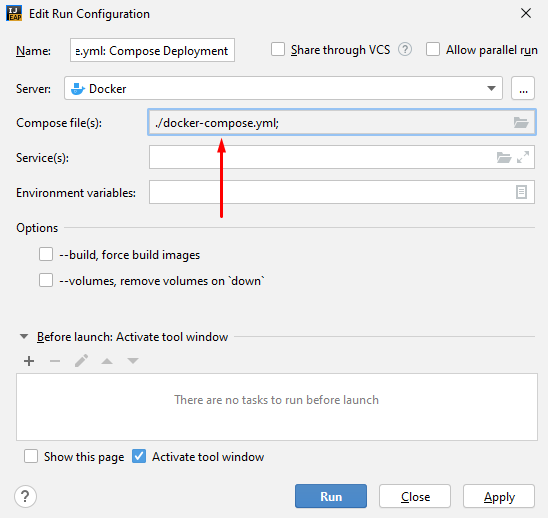 IJ
EAP
Edit Run Configuration
Name: e.yml: Compose Deployment Share through VCS ? Allow parallel run
Server: Docker ...
Compose file(s): ./docker-compose.yml;
Service(s):
Environment variables:
Options
--build, force build images
--volumes, remove volumes on `down`
Before launch: Activate tool window
There are no tasks to run before launch
Show this page Activate tool window
? Run Close Apply